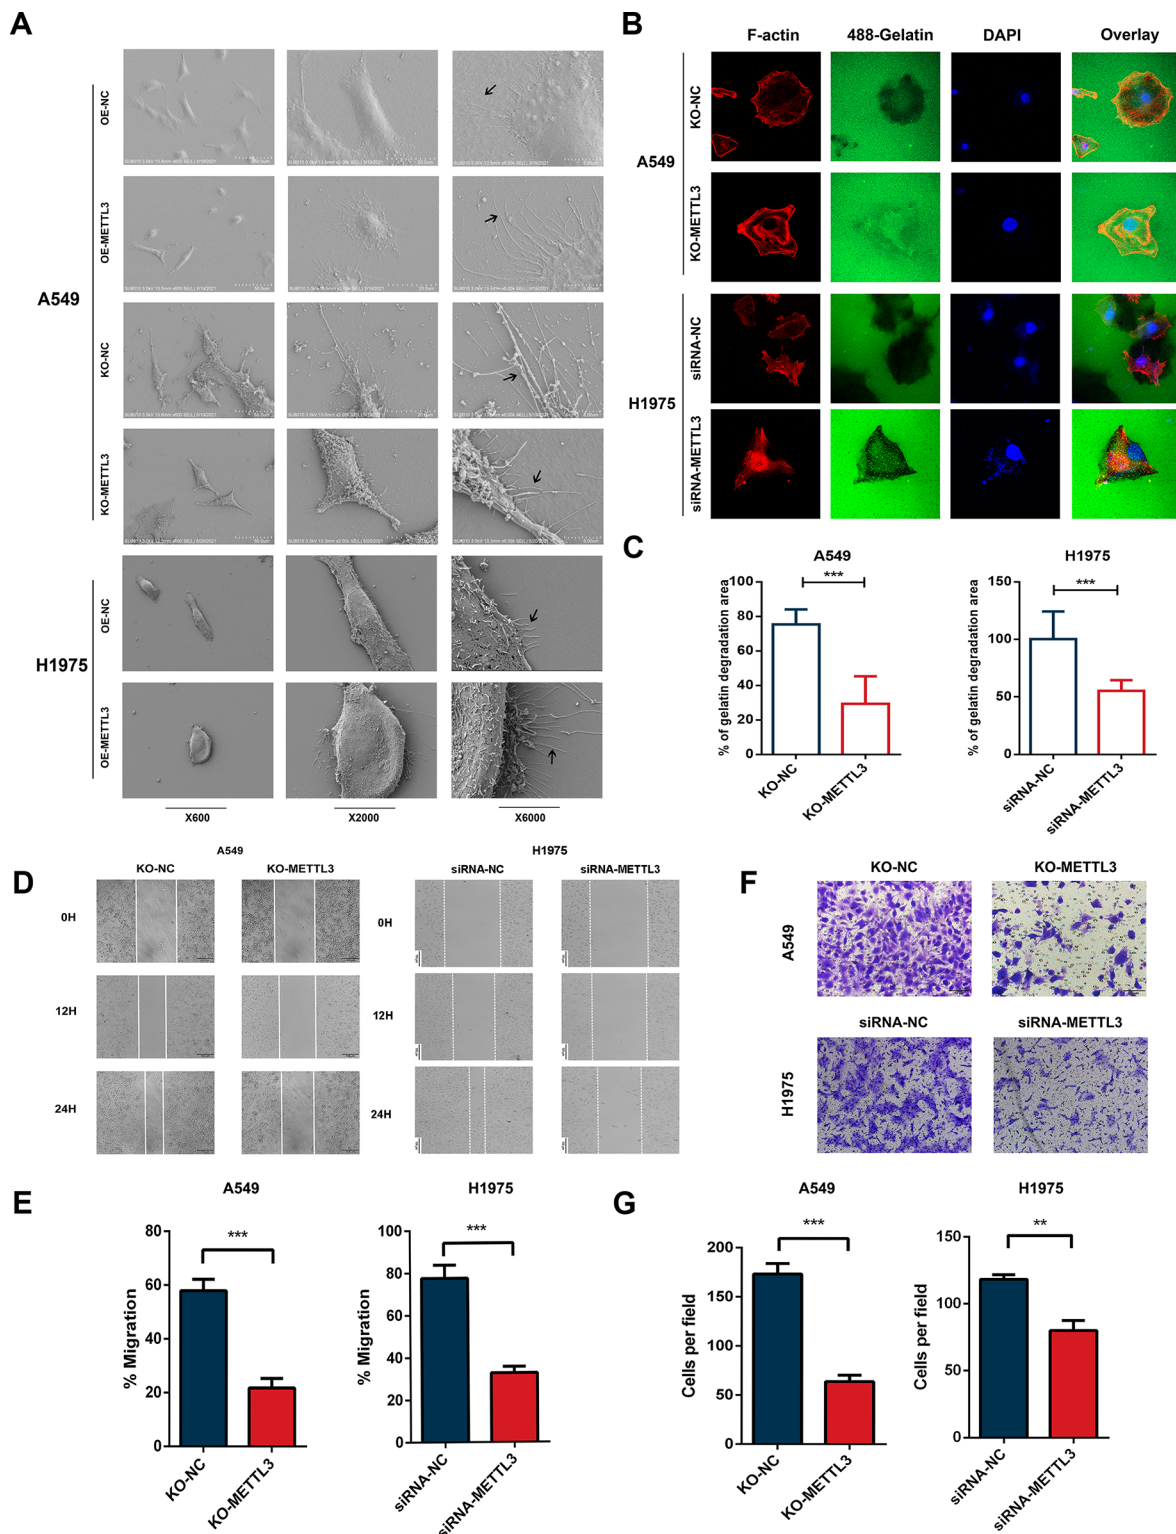 A
OE-NC
OE-METTL3
A549
KO-NC
KO-METTL3
OE-NC
H1975
OE-METTL3
X600
X2000
X6000
B
F-actin
488-Gelatin
DAPI
Overlay
KO-NC
A549
KO-METTL3
siRNA-NC
H1975
siRNA-METTL3
C
A549
% of gelatin degradation area
100
80
60
40
20
0
***
KO-NC
KO-METTL3
H1975
% of gelatin degradation area
150
100
50
0
***
siRNA-NC
siRNA-METTL3
D
A549
KO-NC
KO-METTL3
0H
12H
24H
H1975
siRNA-NC
siRNA-METTL3
0H
12H
24H
F
KO-NC
KO-METTL3
A549
siRNA-NC
siRNA-METTL3
H1975
E
A549
% Migration
80
60
40
20
0
***
KO-NC
KO-METTL3
H1975
% Migration
100
80
60
40
20
0
***
siRNA-NC
siRNA-METTL3
G
A549
Cells per field
200
150
100
50
0
***
KO-NC
KO-METTL3
H1975
Cells per field
150
100
50
0
**
siRNA-NC
siRNA-METTL3